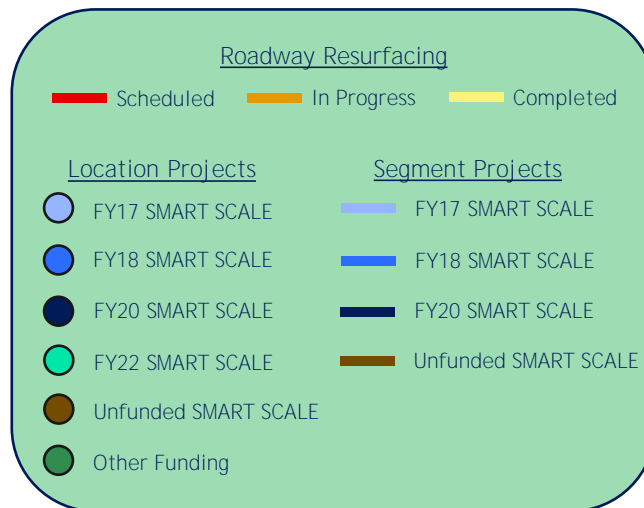 Roadway Resurfacing
Scheduled In Progress Completed
Location Projects Segment Projects
FY17 SMART SCALE FY17 SMART SCALE
FY18 SMART SCALE FY18 SMART SCALE
FY20 SMART SCALE FY20 SMART SCALE
FY22 SMART SCALE Unfunded SMART SCALE
Unfunded SMART SCALE
Other Funding